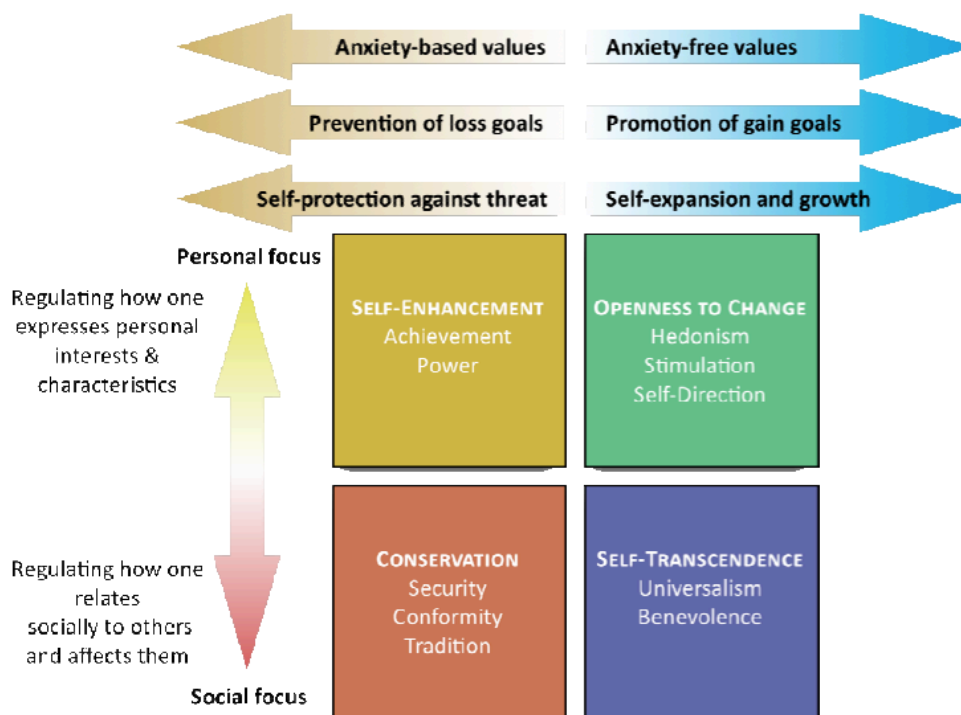 Anxiety-based values
Anxiety-free values
Prevention of loss goals
Promotion of gain goals
Self-protection against threat
Self-expansion and growth
Personal focus
Regulating how one
expresses personal
interests &
characteristics
SELF-ENHANCEMENT
Achievement
Power
OPENNESS TO CHANGE
Hedonism
Stimulation
Self-Direction
Regulating how one
relates
socially to others
and affects them
Social focus
CONSERVATION
Security
Conformity
Tradition
SELF-TRANSCENDENCE
Universalism
Benevolence